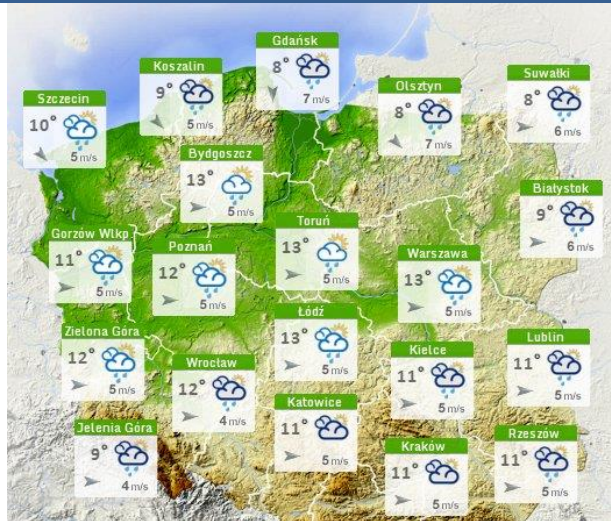 Gdańsk
8°
7 m/s
Koszalin
9°
5 m/s
Suwałki
8°
6 m/s
Olsztyn
8°
7 m/s
Szczecin
10°
5 m/s
Bydgoszcz
13°
5 m/s
Białystok
9°
6 m/s
Toruń
13°
5 m/s
Gorzów Wlkp
11°
5 m/s
Poznań
12°
5 m/s
Warszawa
13°
5 m/s
Łódź
13°
5 m/s
Zielona Góra
12°
5 m/s
Lublin
11°
5 m/s
Kielce
11°
5 m/s
Wrocław
12°
4 m/s
Katowice
11°
5 m/s
Jelenia Góra
9°
4 m/s
Rzeszów
11°
5 m/s
Kraków
11°
5 m/s